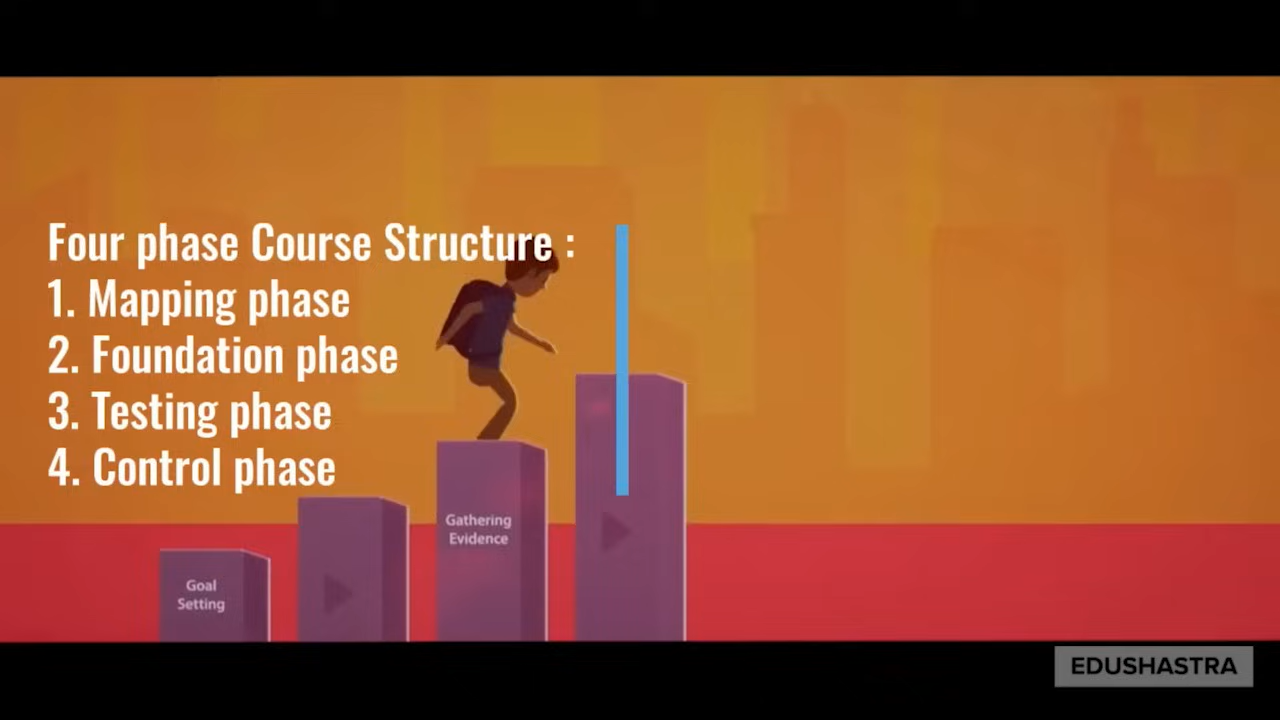 Four phase Course Structure :
1. Mapping phase
2. Foundation phase
3. Testing phase
4. Control phase
Gathering
Evidence
Goal
Setting
EDUSHASTRA